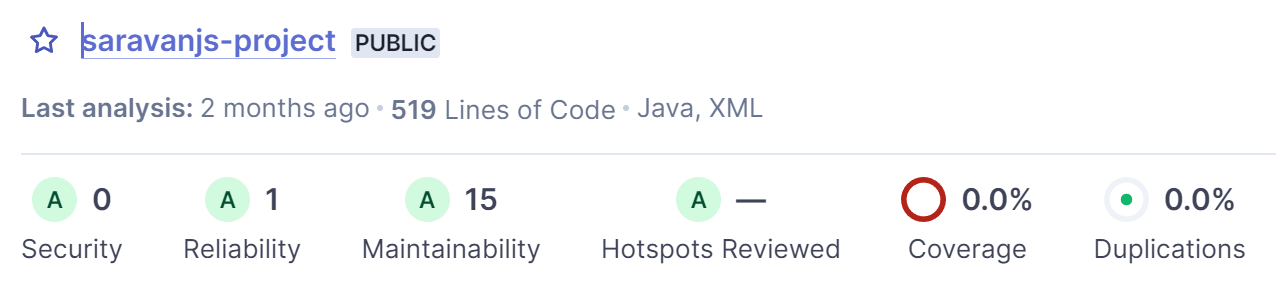 saravanjs-project PUBLIC
Last analysis: 2 months ago • 519 Lines of Code • Java, XML
A 0 A 1 A 15 A — 0.0% 0.0%
Security Reliability Maintainability Hotspots Reviewed Coverage Duplications